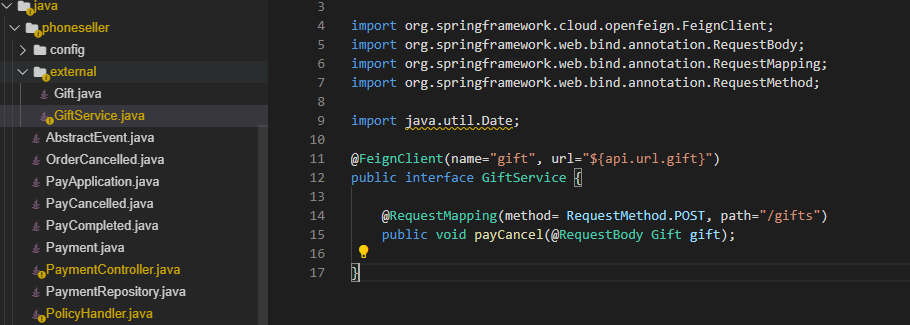 java
phoneseller
config
external
Gift.java
GiftService.java
AbstractEvent.java
OrderCancelled.java
PayApplication.java
PayCancelled.java
PayCompleted.java
Payment.java
PaymentController.java
PaymentRepository.java
PolicyHandler.java
3
4 import org.springframework.cloud.openfeign.FeignClient;
5 import org.springframework.web.bind.annotation.RequestBody;
6 import org.springframework.web.bind.annotation.RequestMapping;
7 import org.springframework.web.bind.annotation.RequestMethod;
8
9 import java.util.Date;
10
11 @FeignClient(name="gift", url="${api.url.gift}")
12 public interface GiftService {
13
14 @RequestMapping(method= RequestMethod.POST, path="/gifts")
15 public void payCancel(@RequestBody Gift gift);
16
17 }